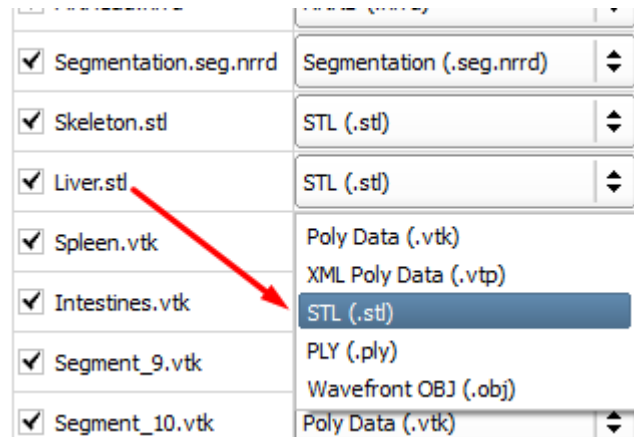 Segmentation.seg.nrrd Segmentation (.seg.nrrd)
Skeleton.stl STL (.stl)
Liver.stl STL (.stl)
Spleen.vtk Poly Data (.vtk)
XML Poly Data (.vtp)
Intestines.vtk STL (.stl)
Segment_9.vtk PLY (.ply)
Wavefront OBJ (.obj)
Segment_10.vtk Poly Data (.vtk)